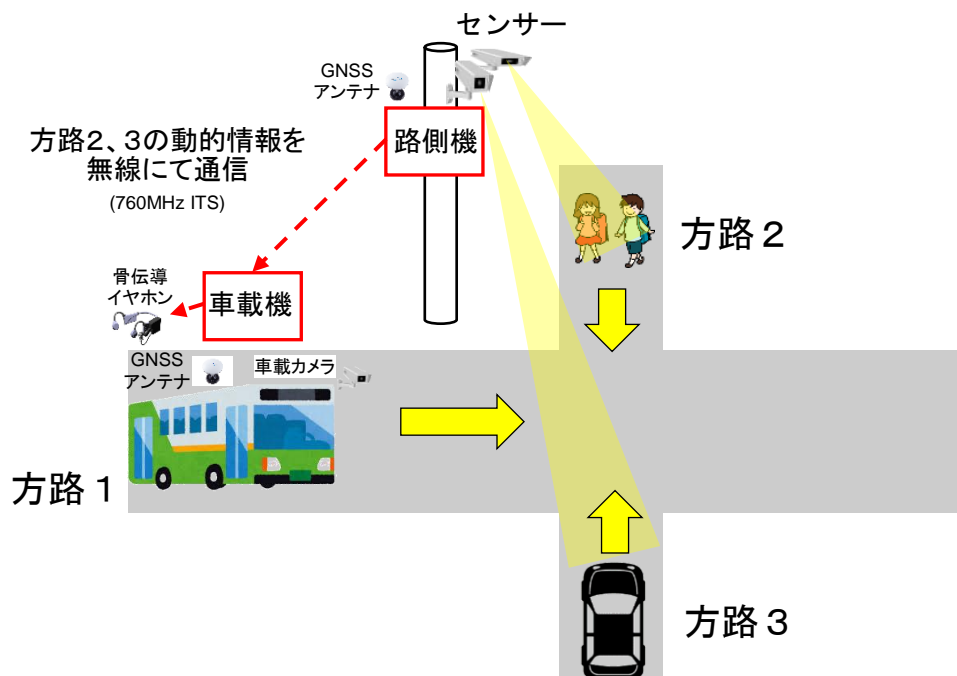 センサー
GNSS
アンテナ
方路２、３の動的情報を
無線にて通信
(760MHz ITS)
路側機
方路２
骨伝導
イヤホン
車載機
GNSS
アンテナ
車載カメラ
方路１
方路３